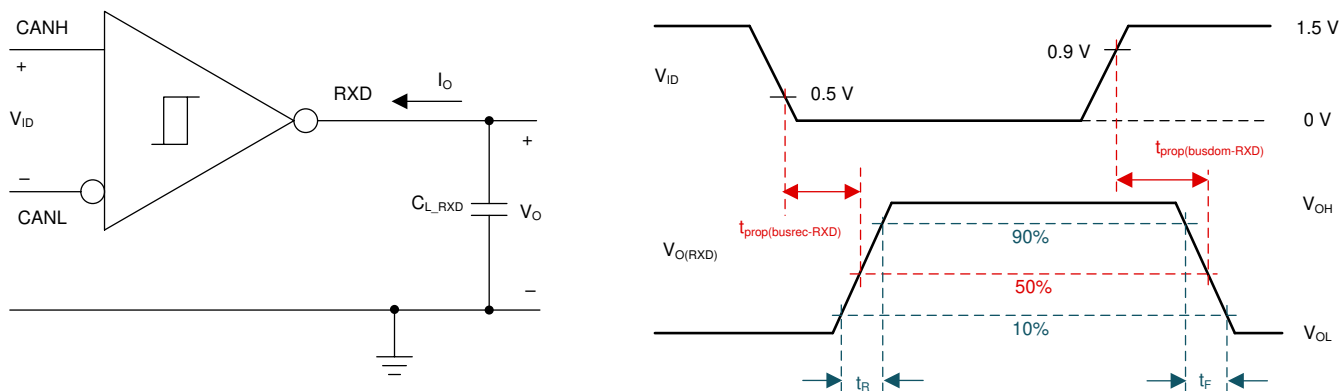 CANH
+
V_ID
–
CANL
RXD
I_O
+
C_L_RXD
V_O
–
V_ID
0.5 V
0.9 V
1.5 V
0 V
t_prop(busrec-RXD)
t_prop(busdom-RXD)
V_O(RXD)
90%
50%
10%
V_OH
V_OL
t_R
t_F